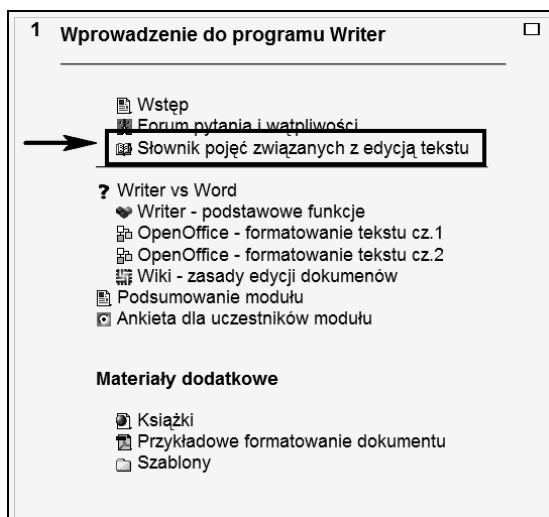 1 Wprowadzenie do programu Writer
Wstęp
Forum pytania i wątpliwości
Słownik pojęć związanych z edycją tekstu
? Writer vs Word
Writer - podstawowe funkcje
OpenOffice - formatowanie tekstu cz.1
OpenOffice - formatowanie tekstu cz.2
Wiki - zasady edycji dokumenów
Podsumowanie modułu
Ankieta dla uczestników modułu
Materiały dodatkowe
Książki
Przykładowe formatowanie dokumentu
Szablony